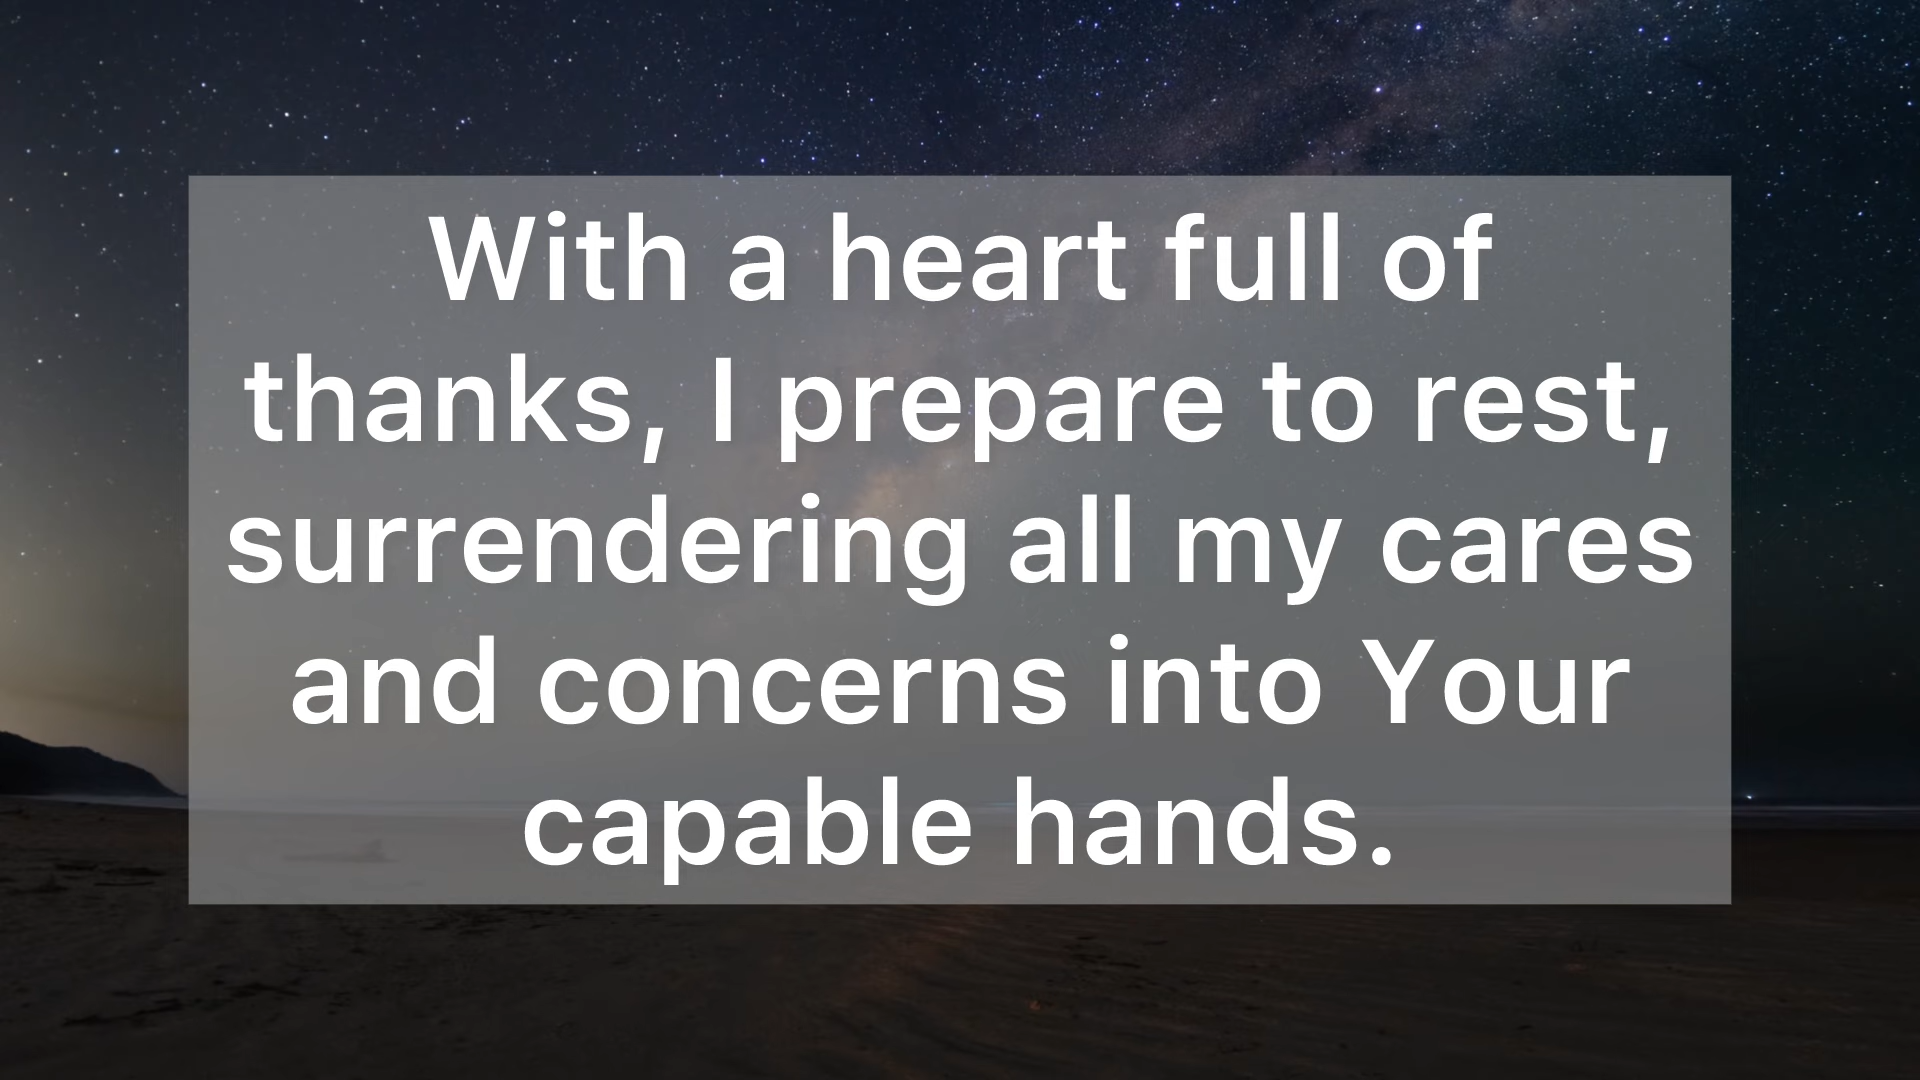 With a heart full of
thanks, I prepare to rest,
surrendering all my cares
and concerns into Your
capable hands.